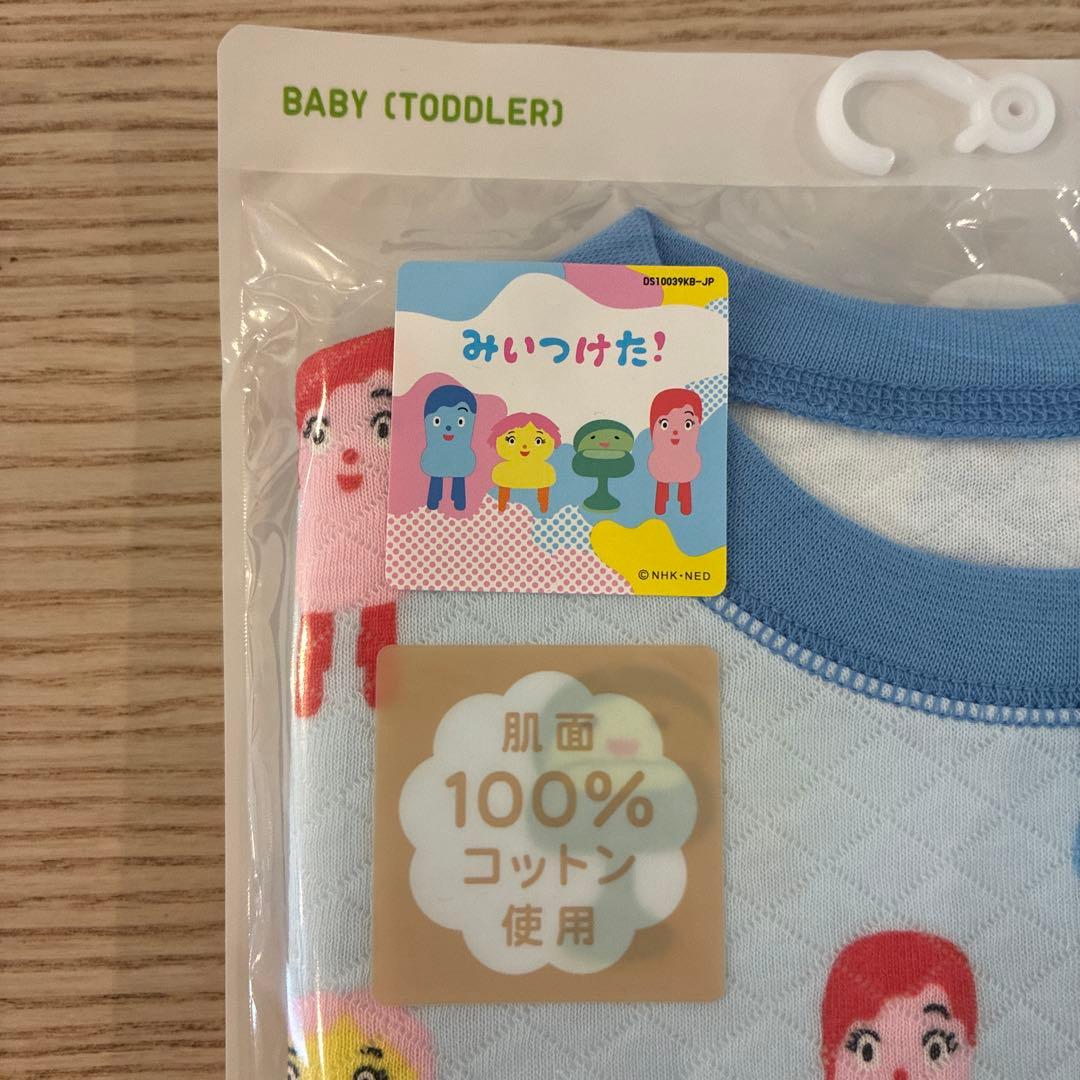 BABY (TODDLER)
DS10039KB-JP
みいつけた!
©NHK・NED
肌面
100%
コットン
使用